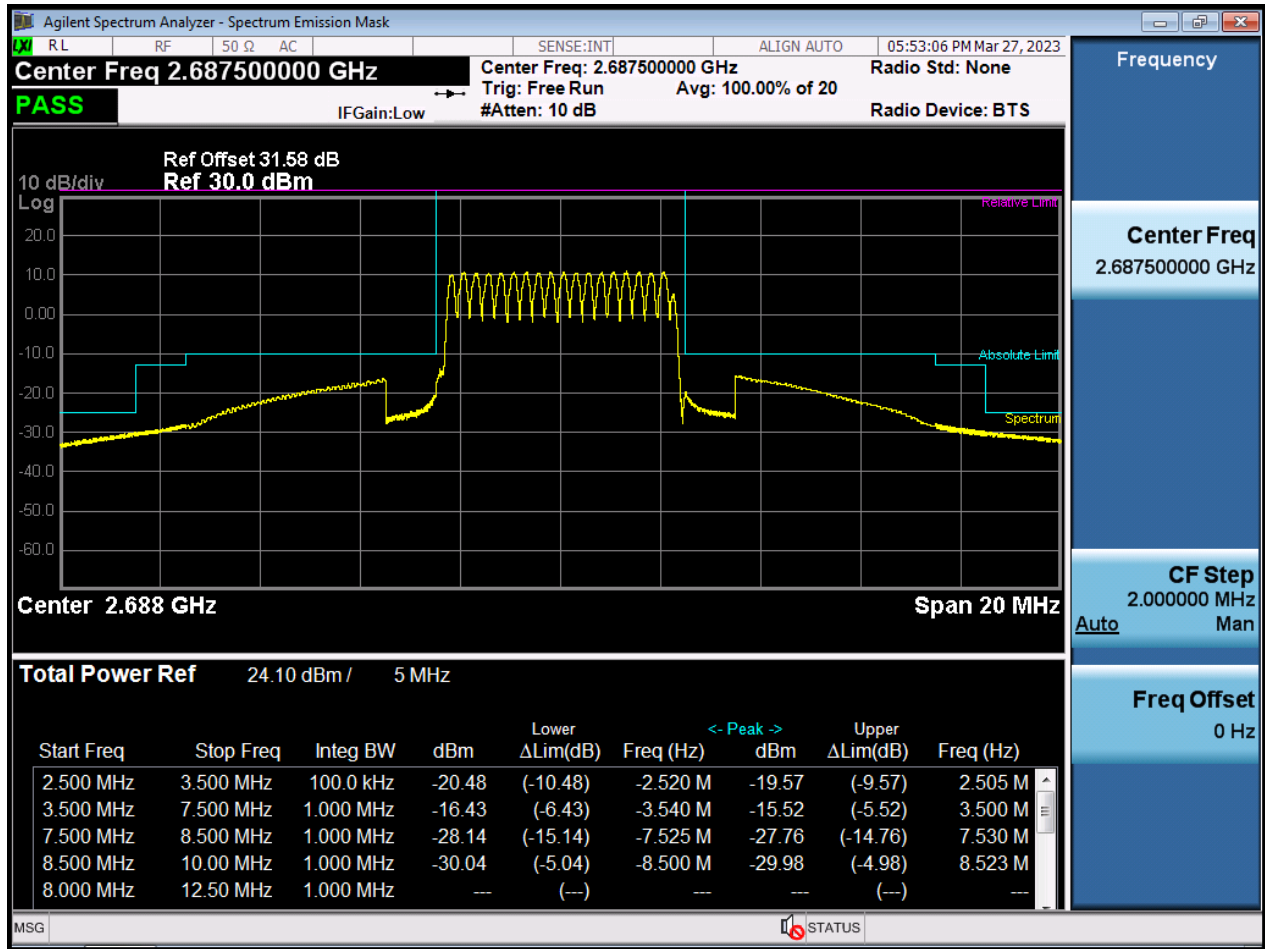 Agilent Spectrum Analyzer - Spectrum Emission Mask
LXI RL RF 50 Ω AC SENSE:INT ALIGN AUTO 05:53:06 PM Mar 27, 2023
Center Freq 2.687500000 GHz
PASS
IFGain:Low
Center Freq: 2.687500000 GHz
Trig: Free Run Avg: 100.00% of 20
#Atten: 10 dB
Radio Std: None
Radio Device: BTS
Ref Offset 31.58 dB
10 dB/div Ref 30.0 dBm
Log
Relative Limit
20.0
10.0
0.00
-10.0
Absolute Limit
-20.0
Spectrum
-30.0
-40.0
-50.0
-60.0
Center 2.688 GHz Span 20 MHz
Total Power Ref 24.10 dBm / 5 MHz
Lower <- Peak -> Upper
Start Freq Stop Freq Integ BW dBm ΔLim(dB) Freq (Hz) dBm ΔLim(dB) Freq (Hz)
2.500 MHz 3.500 MHz 100.0 kHz -20.48 (-10.48) -2.520 M -19.57 (-9.57) 2.505 M
3.500 MHz 7.500 MHz 1.000 MHz -16.43 (-6.43) -3.540 M -15.52 (-5.52) 3.500 M
7.500 MHz 8.500 MHz 1.000 MHz -28.14 (-15.14) -7.525 M -27.76 (-14.76) 7.530 M
8.500 MHz 10.00 MHz 1.000 MHz -30.04 (-5.04) -8.500 M -29.98 (-4.98) 8.523 M
8.000 MHz 12.50 MHz 1.000 MHz --- (---) --- --- (---) ---
MSG STATUS
Frequency
Center Freq
2.687500000 GHz
CF Step
2.000000 MHz
Auto Man
Freq Offset
0 Hz